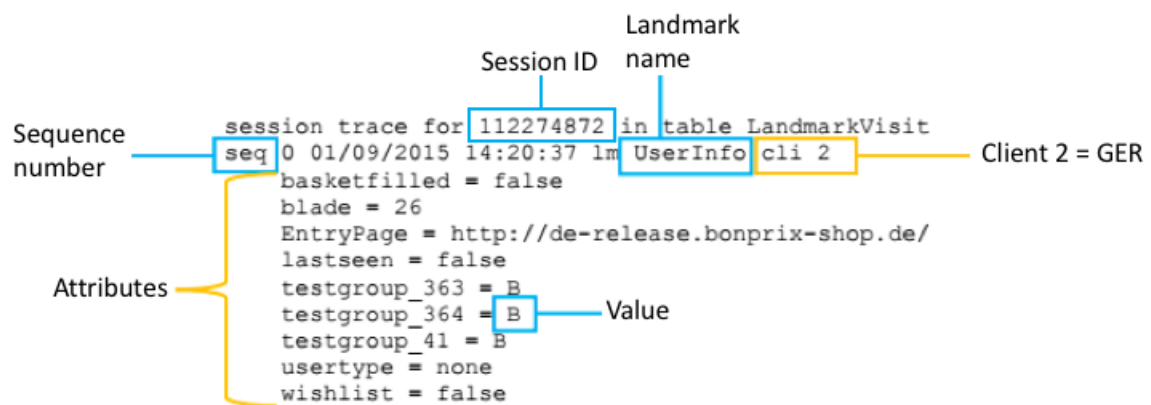 Landmark
name
Session ID
session trace for 112274872 in table LandmarkVisit
Sequence
number
seq 0 01/09/2015 14:20:37 lm UserInfo cli 2
Client 2 = GER
basketfilled = false
blade = 26
EntryPage = http://de-release.bonprix-shop.de/
lastseen = false
Attributes
testgroup_363 = B
testgroup_364 = B
Value
testgroup_41 = B
usertype = none
wishlist = false